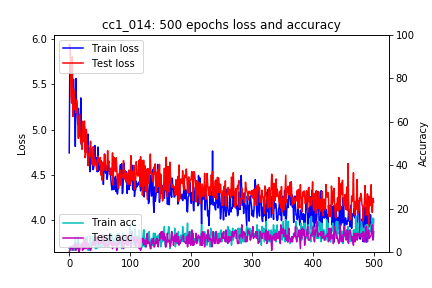 cc1_014: 500 epochs loss and accuracy
6.0
5.5
5.0
4.5
4.0
Loss
Train loss
Test loss
Train acc
Test acc
100
80
60
40
20
0
Accuracy
0 100 200 300 400 500